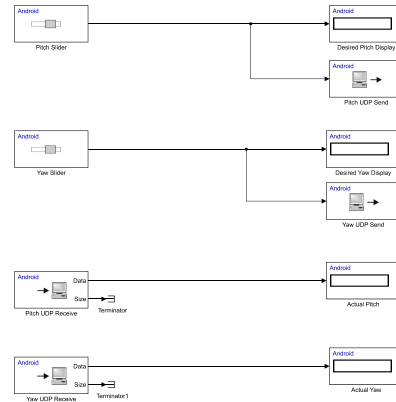 Android
Pitch Slider
Android
Desired Pitch Display
Android
Pitch UDP Send
Android
Yaw Slider
Android
Desired Yaw Display
Android
Yaw UDP Send
Android
Data
Size
Pitch UDP Receive
Terminator
Android
Actual Pitch
Android
Data
Size
Yaw UDP Receive
Terminator1
Android
Actual Yaw